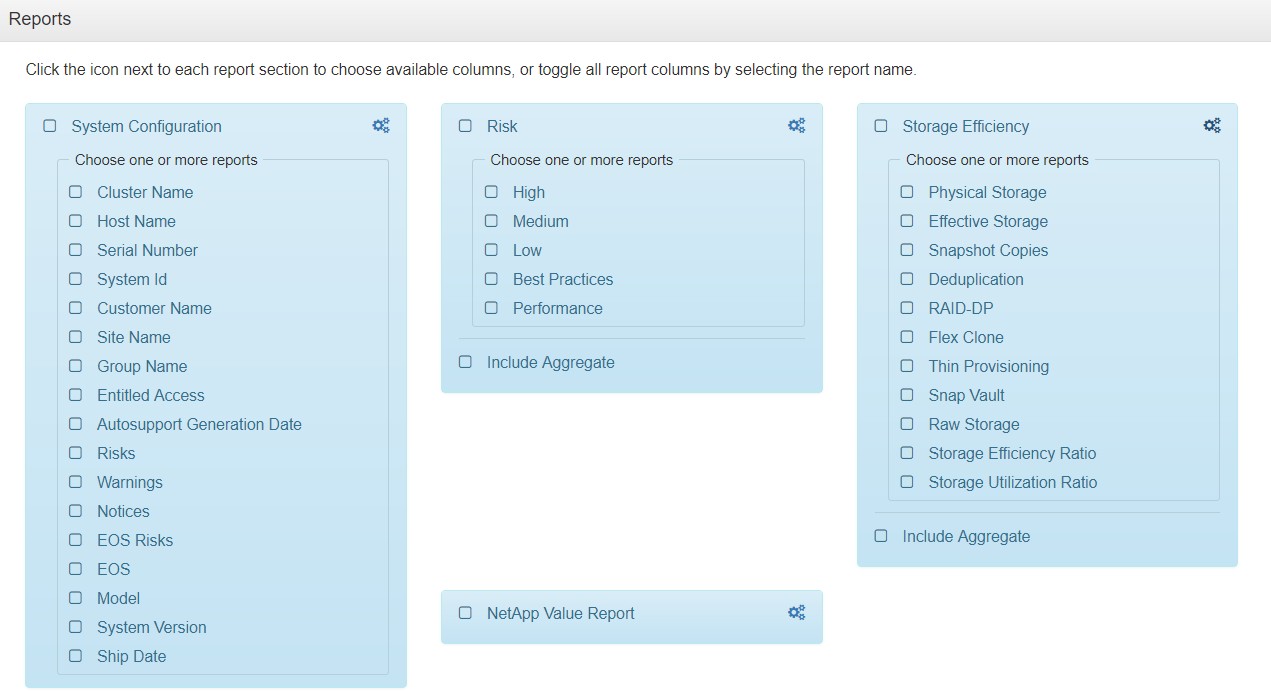 Reports
Click the icon next to each report section to choose available columns, or toggle all report columns by selecting the report name.
System Configuration
Choose one or more reports
Cluster Name
Host Name
Serial Number
System Id
Customer Name
Site Name
Group Name
Entitled Access
Autosupport Generation Date
Risks
Warnings
Notices
EOS Risks
EOS
Model
System Version
Ship Date
Risk
Choose one or more reports
High
Medium
Low
Best Practices
Performance
Include Aggregate
NetApp Value Report
Storage Efficiency
Choose one or more reports
Physical Storage
Effective Storage
Snapshot Copies
Deduplication
RAID-DP
Flex Clone
Thin Provisioning
Snap Vault
Raw Storage
Storage Efficiency Ratio
Storage Utilization Ratio
Include Aggregate